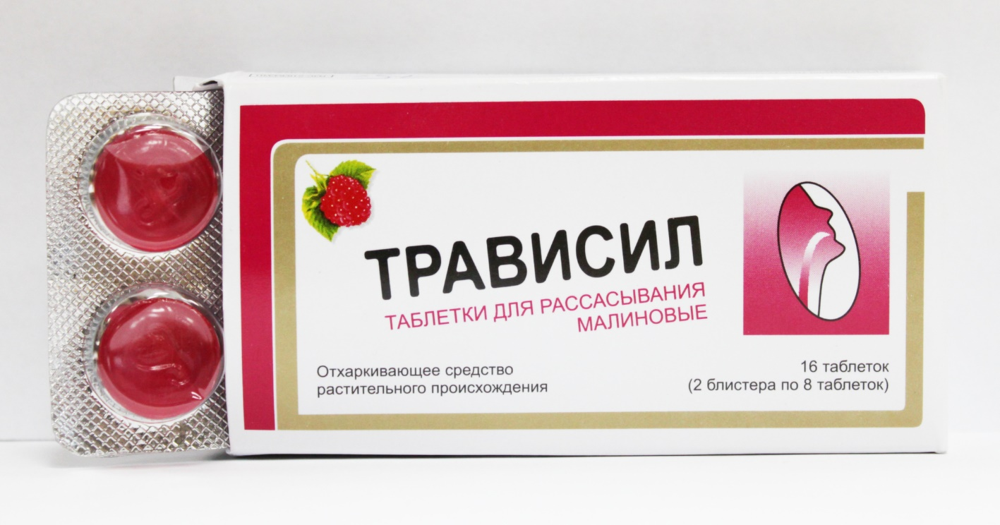 ТРАВИСИЛ
ТАБЛЕТКИ ДЛЯ РАССАСЫВАНИЯ
МАЛИНОВЫЕ
Отхаркивающее средство
растительного происхождения
16 таблеток
(2 блистера по 8 таблеток)